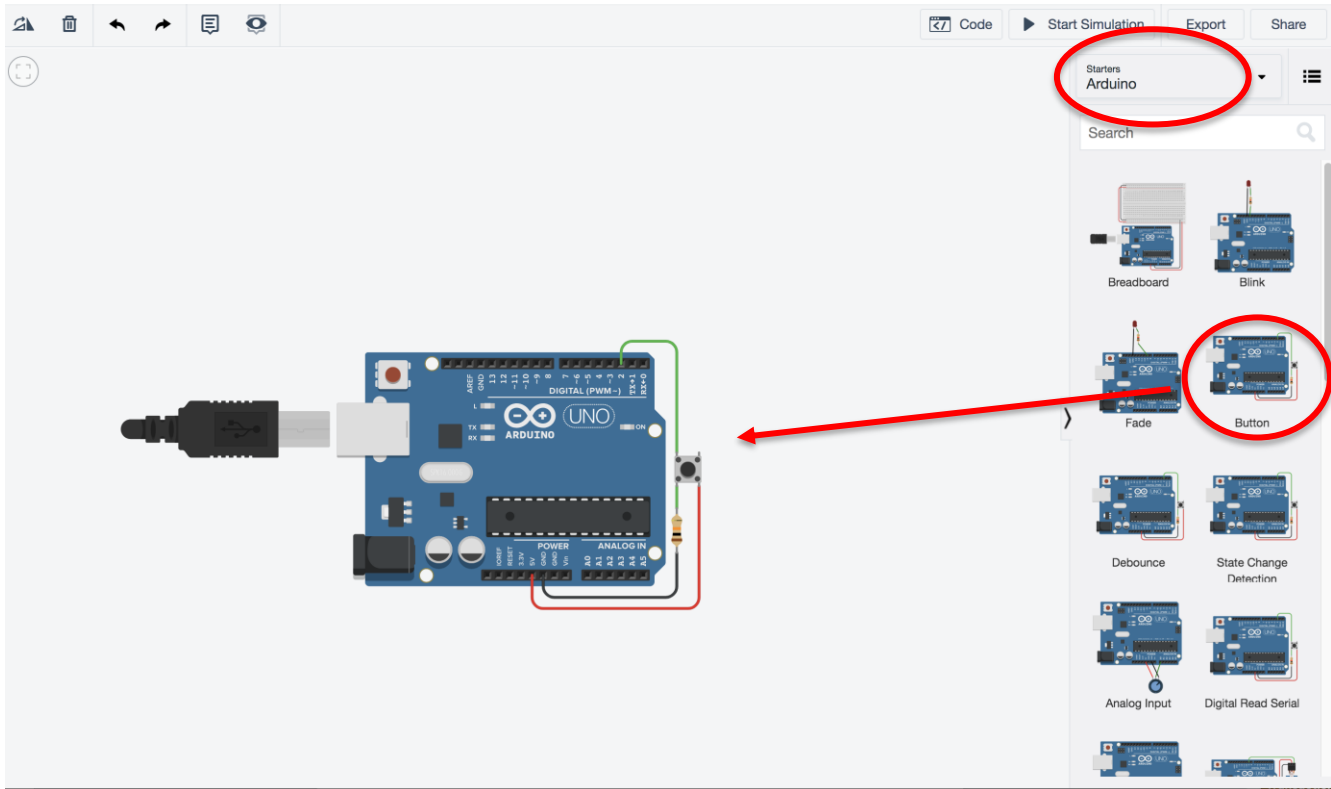 Code
Start Simulation
Export
Share
Starters
Arduino
Search
Breadboard
Blink
Fade
Button
Debounce
State Change
Detection
Analog Input
Digital Read Serial
AREF
GND
13
12
~11
~10
~9
8
7
~6
~5
4
~3
2
TX→1
RX←0
DIGITAL (PWM~)
L
TX
RX
UNO
ARDUINO
ON
POWER
ANALOG IN
IOREF
RESET
3.3V
5V
GND
GND
Vin
A0
A1
A2
A3
A4
A5